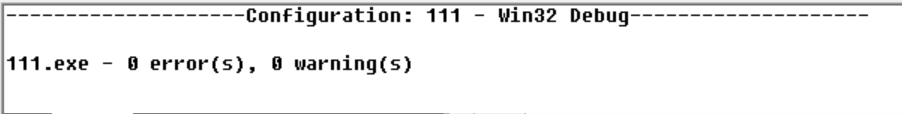 --------------------Configuration: 111 - Win32 Debug--------------------
111.exe - 0 error(s), 0 warning(s)